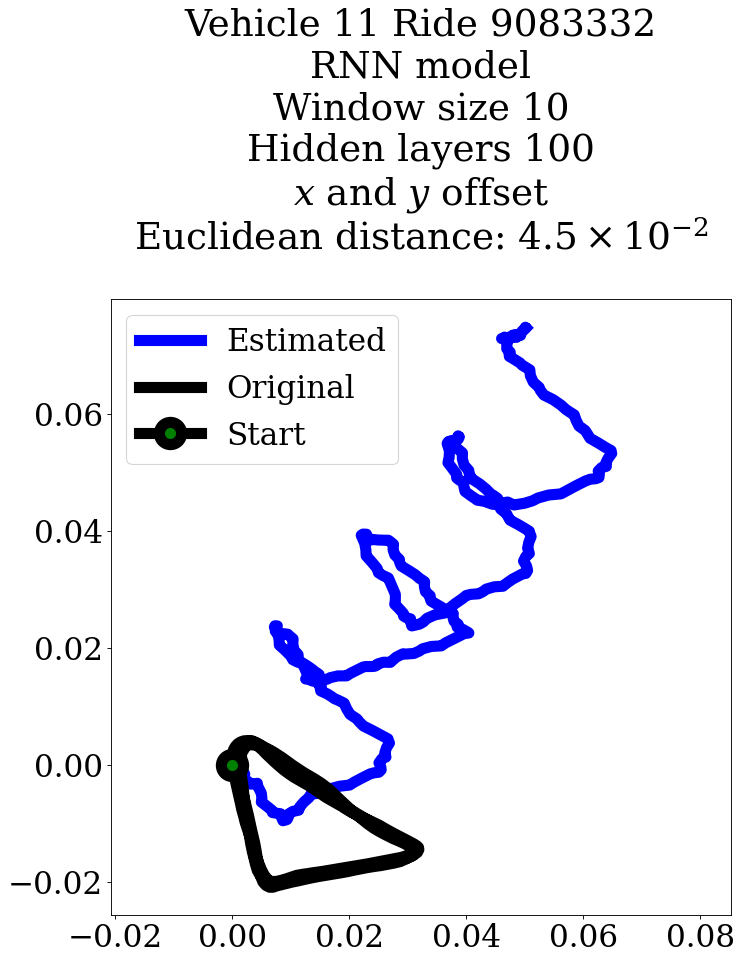 Vehicle 11 Ride 9083332
RNN model
Window size 10
Hidden layers 100
x and y offset
Euclidean distance: 4.5 × 10⁻²
Estimated
Original
Start
0.06
0.04
0.02
0.00
−0.02
−0.02 0.00 0.02 0.04 0.06 0.08